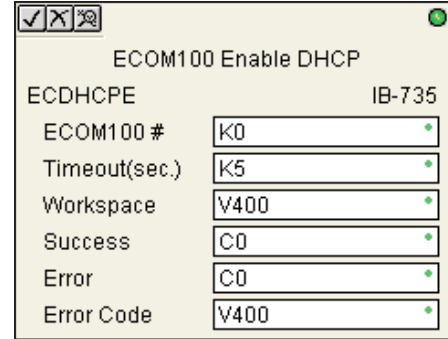 ECOM100 Enable DHCP
ECDHCPE IB-735
ECOM100 # K0
Timeout(sec.) K5
Workspace V400
Success C0
Error C0
Error Code V400